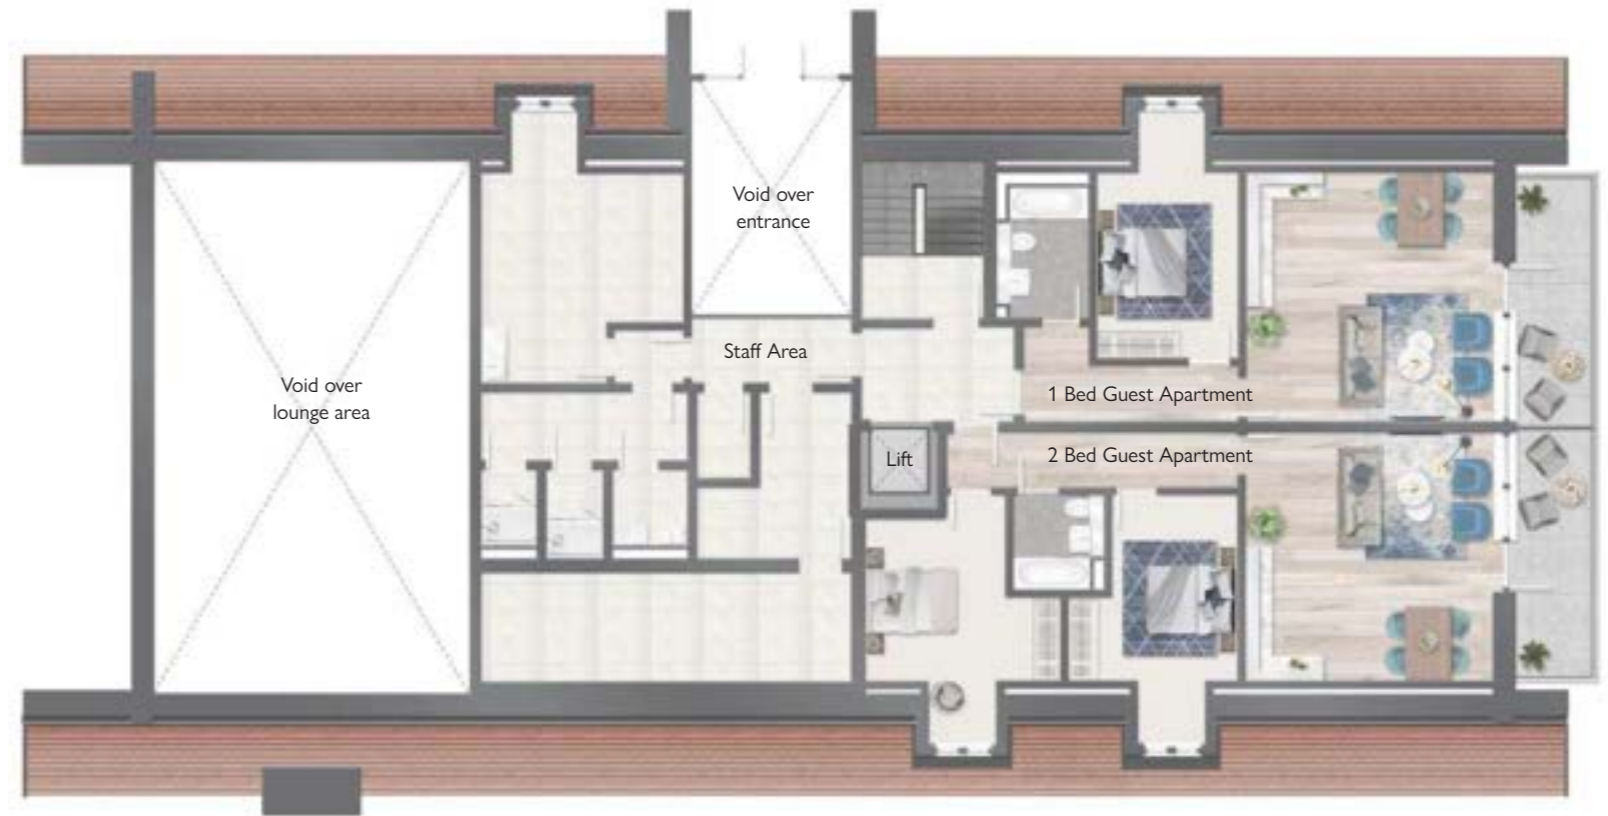 Void over
entrance
Staff Area
Void over
lounge area
1 Bed Guest Apartment
Lift
2 Bed Guest Apartment